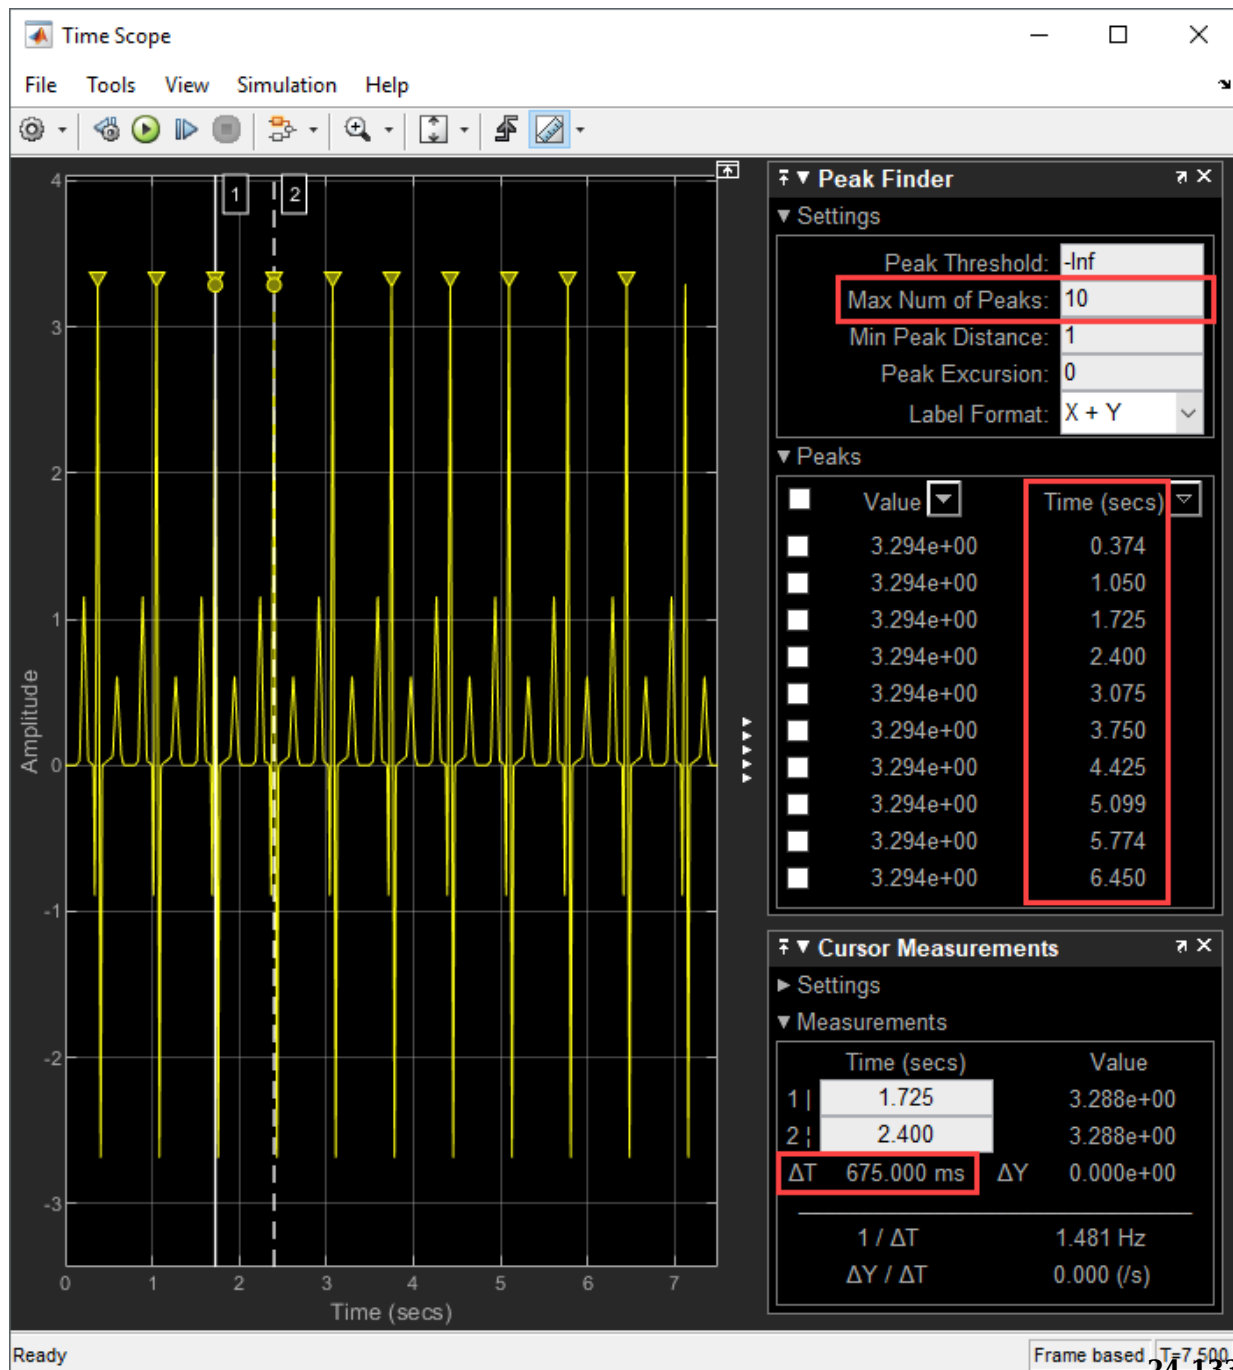 Time Scope
File Tools View Simulation Help
1 2
4
3
2
1
0
-1
-2
-3
Amplitude
0 1 2 3 4 5 6 7
Time (secs)
Peak Finder
Settings
Peak Threshold: -Inf
Max Num of Peaks: 10
Min Peak Distance: 1
Peak Excursion: 0
Label Format: X + Y
Peaks
Value Time (secs)
3.294e+00 0.374
3.294e+00 1.050
3.294e+00 1.725
3.294e+00 2.400
3.294e+00 3.075
3.294e+00 3.750
3.294e+00 4.425
3.294e+00 5.099
3.294e+00 5.774
3.294e+00 6.450
Cursor Measurements
Settings
Measurements
Time (secs) Value
1 | 1.725 3.288e+00
2 ¦ 2.400 3.288e+00
ΔT 675.000 ms ΔY 0.000e+00
1 / ΔT 1.481 Hz
ΔY / ΔT 0.000 (/s)
Ready Frame based T=7.500